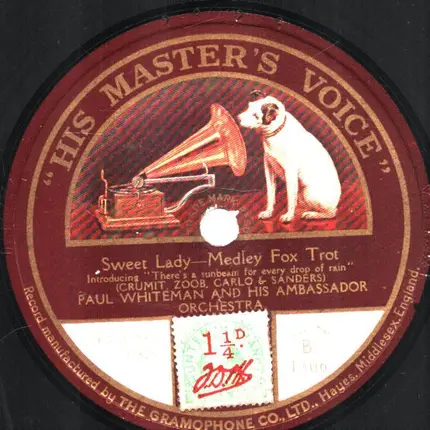 "HIS MASTER'S VOICE"
Sweet Lady—Medley Fox Trot
Introducing "There's a sunbeam for every drop of rain"
(CRUMIT, ZOOB, CARLO & SANDERS)
PAUL WHITEMAN AND HIS AMBASSADOR
ORCHESTRA
1¼D.
B
Record manufactured by THE GRAMOPHONE CO., LTD., Hayes, Middlesex, England.